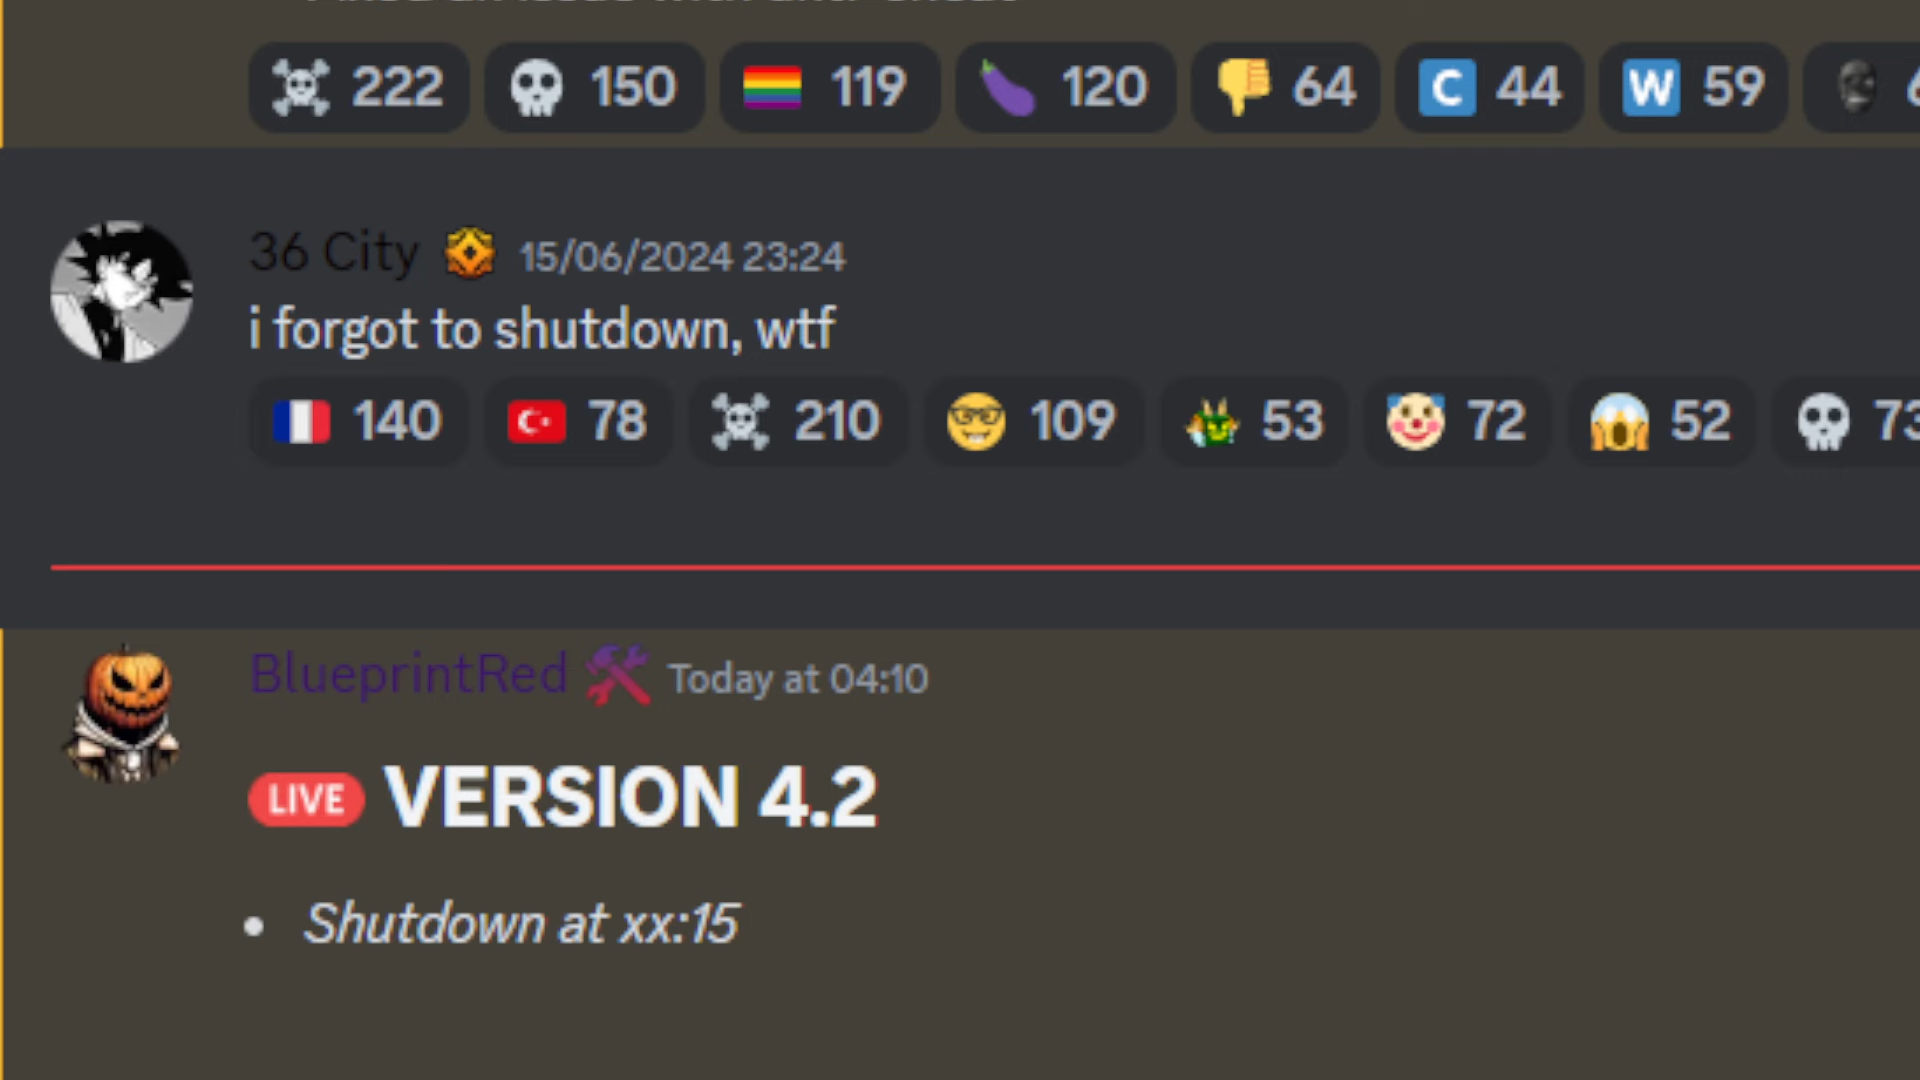 222 150 119 120 64 C 44 W 59
36 City 15/06/2024 23:24
i forgot to shutdown, wtf
140 78 210 109 53 72 52 73
BlueprintRed Today at 04:10
LIVE VERSION 4.2
• Shutdown at xx:15